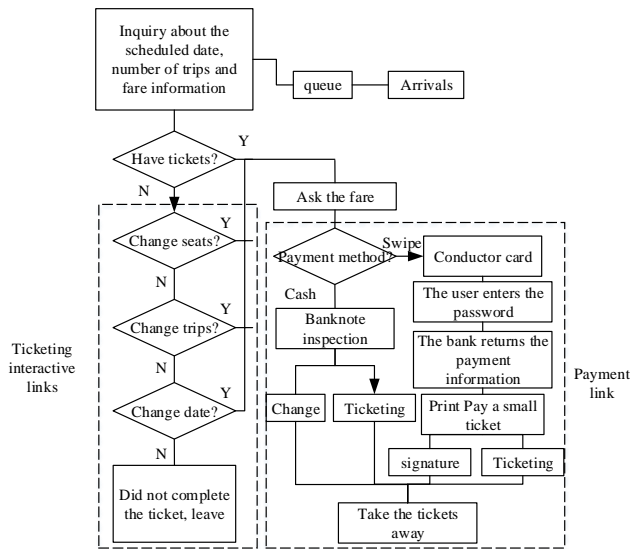 Inquiry about the
scheduled date,
number of trips and
fare information
queue
Arrivals
Y
Have tickets?
N
Ask the fare
Y
Change seats?
N
Swipe
Payment method?
Conductor card
Cash
The user enters the
password
Banknote
inspection
Y
Change trips?
N
The bank returns the
payment
information
Ticketing
interactive
links
Payment
link
Y
Change date?
N
Change
Ticketing
Print Pay a small
ticket
signature
Ticketing
Did not complete
the ticket, leave
Take the tickets
away